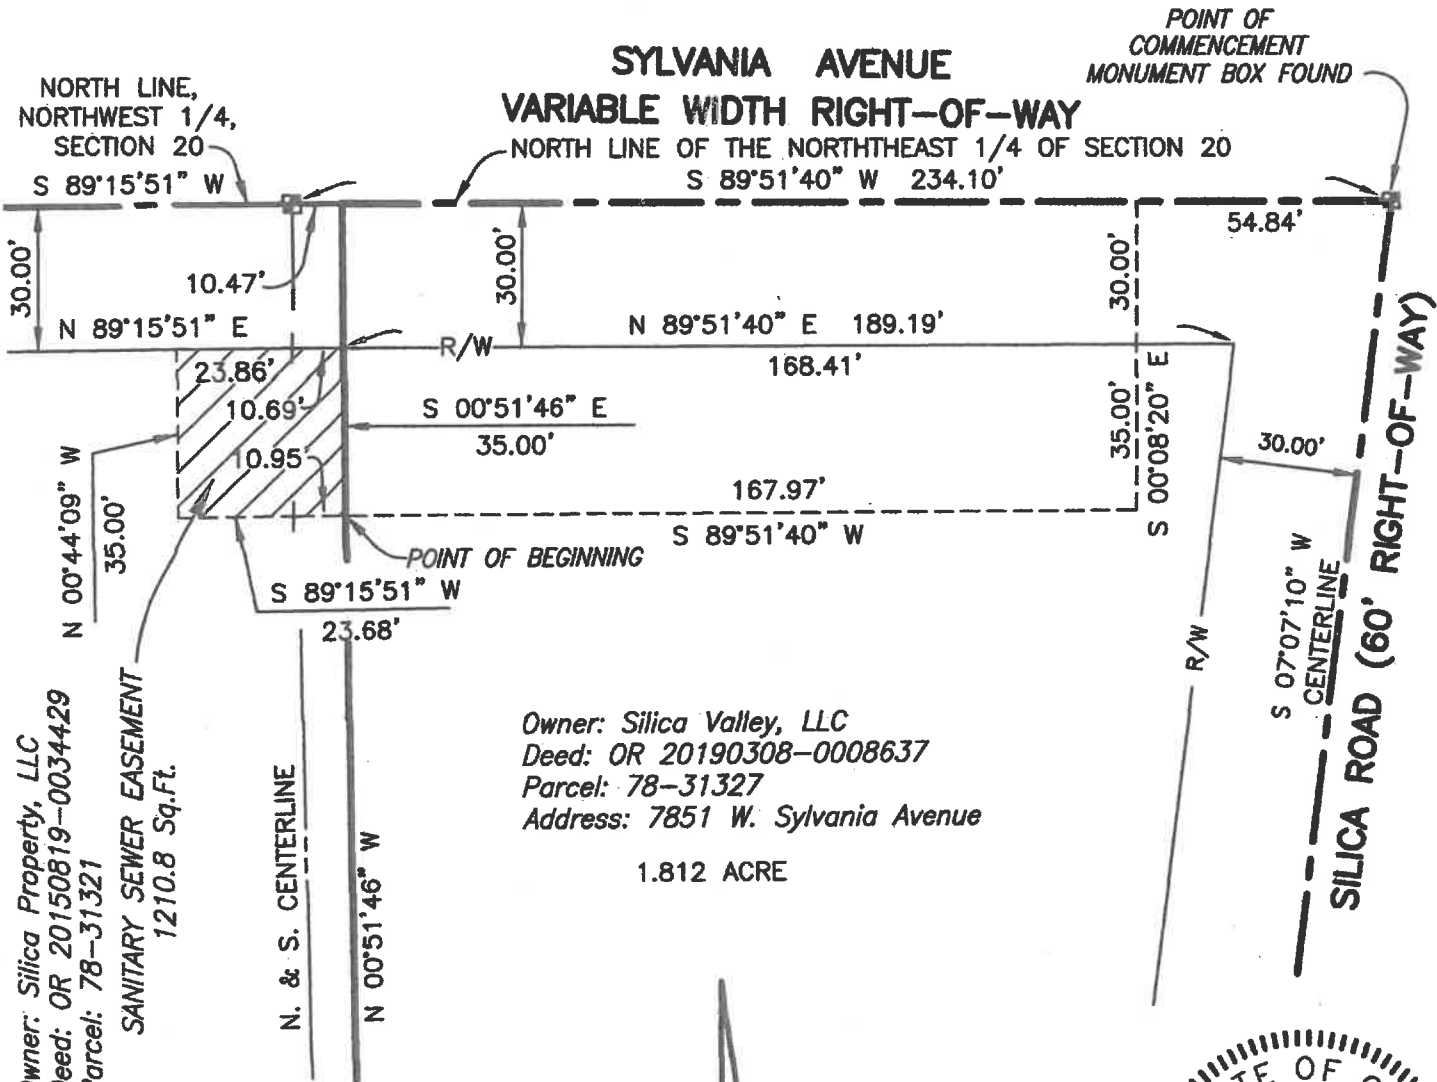 POINT OF
COMMENCEMENT
MONUMENT BOX FOUND
SYLVANIA AVENUE
VARIABLE WIDTH RIGHT-OF-WAY
NORTH LINE,
NORTHWEST 1/4,
SECTION 20
S 89°15'51" W
NORTH LINE OF THE NORTHTHEAST 1/4 OF SECTION 20
S 89°51'40" W 234.10'
54.84'
30.00'
10.47'
30.00'
30.00'
N 89°15'51" E
R/W
N 89°51'40" E 189.19'
168.41'
23.86'
10.69'
10.95'
S 00°51'46" E
35.00'
35.00'
S 00°08'20" E
30.00'
167.97'
S 89°51'40" W
N 00°44'09" W
35.00'
POINT OF BEGINNING
S 89°15'51" W
23.68'
R/W
S 07°07'10" W
CENTERLINE
SILICA ROAD (60' RIGHT-OF-WAY)
Owner: Silica Valley, LLC
Deed: OR 20190308-0008637
Parcel: 78-31327
Address: 7851 W. Sylvania Avenue
1.812 ACRE
wner: Silica Property, LLC
eed: OR 20150819-0034429
arcel: 78-31321
SANITARY SEWER EASEMENT
1210.8 Sq.Ft.
N. & S. CENTERLINE
N 00°51'46" W
TE OF